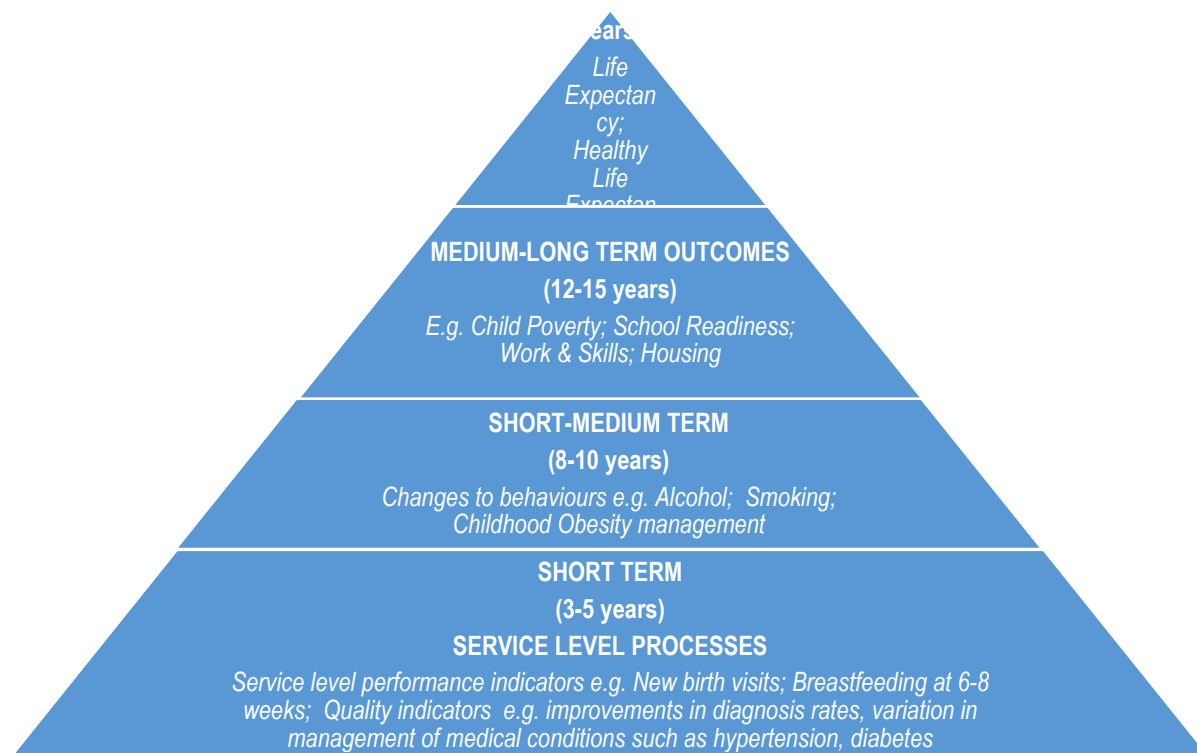 ears
Life
Expectan
cy;
Healthy
Life
Expectan
MEDIUM-LONG TERM OUTCOMES
(12-15 years)
E.g. Child Poverty; School Readiness;
Work & Skills; Housing
SHORT-MEDIUM TERM
(8-10 years)
Changes to behaviours e.g. Alcohol;  Smoking;
Childhood Obesity management
SHORT TERM
(3-5 years)
SERVICE LEVEL PROCESSES
Service level performance indicators e.g. New birth visits; Breastfeeding at 6-8
weeks;  Quality indicators  e.g. improvements in diagnosis rates, variation in
management of medical conditions such as hypertension, diabetes